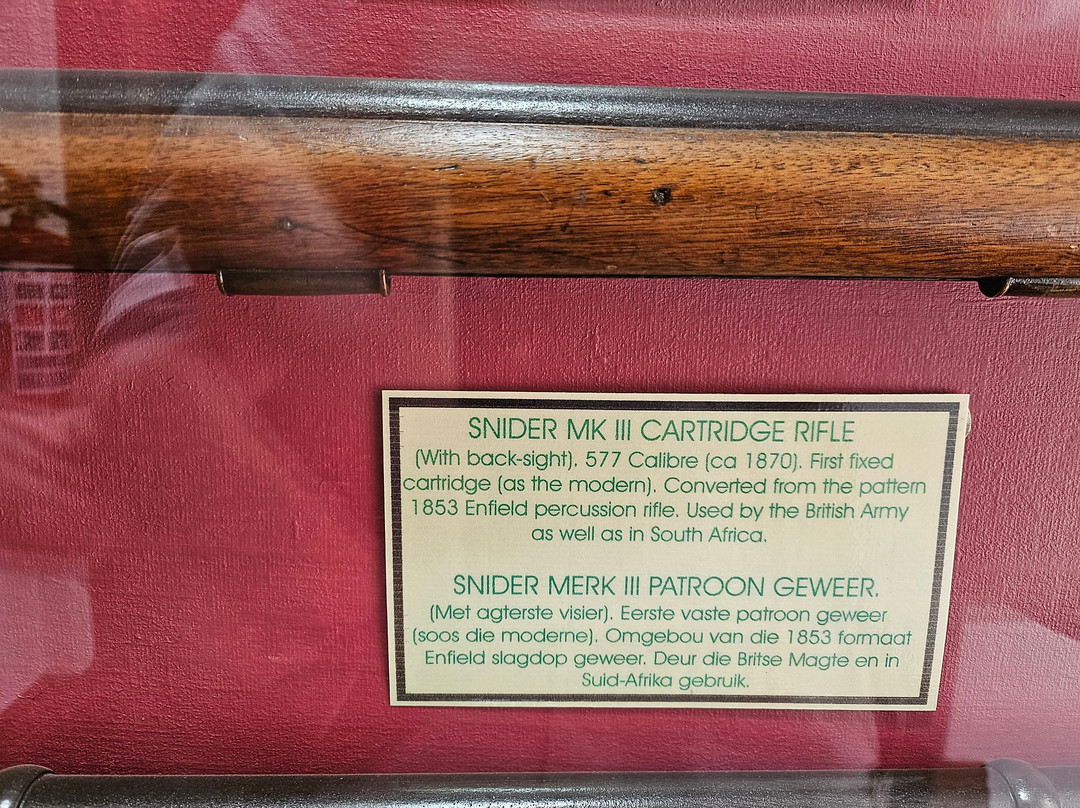 SNIDER MK III CARTRIDGE RIFLE
(With back-sight). 577 Calibre (ca 1870). First fixed
cartridge (as the modern). Converted from the pattern
1853 Enfield percussion rifle. Used by the British Army
as well as in South Africa.
SNIDER MERK III PATROON GEWEER.
(Met agterste visier). Eerste vaste patroon geweer
(soos die moderne). Omgebou van die 1853 formaat
Enfield slagdop geweer. Deur die Britse Magte en in
Suid-Afrika gebruik.